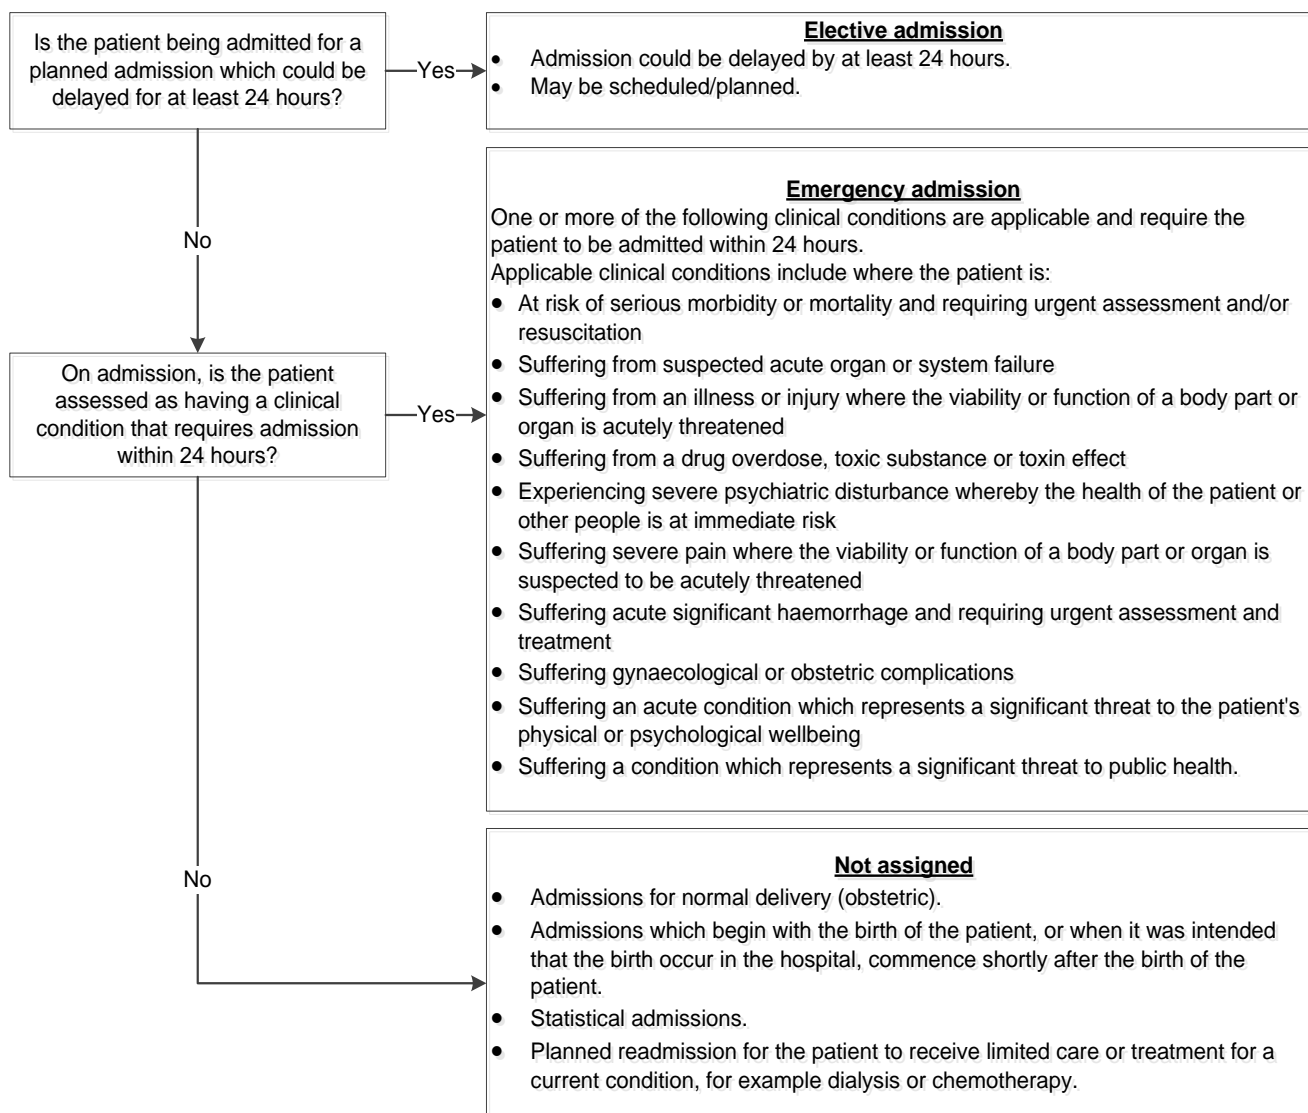 Is the patient being admitted for a
planned admission which could be
delayed for at least 24 hours?
Yes
Elective admission
• Admission could be delayed by at least 24 hours.
• May be scheduled/planned.
No
On admission, is the patient
assessed as having a clinical
condition that requires admission
within 24 hours?
Yes
Emergency admission
One or more of the following clinical conditions are applicable and require the
patient to be admitted within 24 hours.
Applicable clinical conditions include where the patient is:
• At risk of serious morbidity or mortality and requiring urgent assessment and/or
resuscitation
• Suffering from suspected acute organ or system failure
• Suffering from an illness or injury where the viability or function of a body part or
organ is acutely threatened
• Suffering from a drug overdose, toxic substance or toxin effect
• Experiencing severe psychiatric disturbance whereby the health of the patient or
other people is at immediate risk
• Suffering severe pain where the viability or function of a body part or organ is
suspected to be acutely threatened
• Suffering acute significant haemorrhage and requiring urgent assessment and
treatment
• Suffering gynaecological or obstetric complications
• Suffering an acute condition which represents a significant threat to the patient's
physical or psychological wellbeing
• Suffering a condition which represents a significant threat to public health.
No
Not assigned
• Admissions for normal delivery (obstetric).
• Admissions which begin with the birth of the patient, or when it was intended
that the birth occur in the hospital, commence shortly after the birth of the
patient.
• Statistical admissions.
• Planned readmission for the patient to receive limited care or treatment for a
current condition, for example dialysis or chemotherapy.